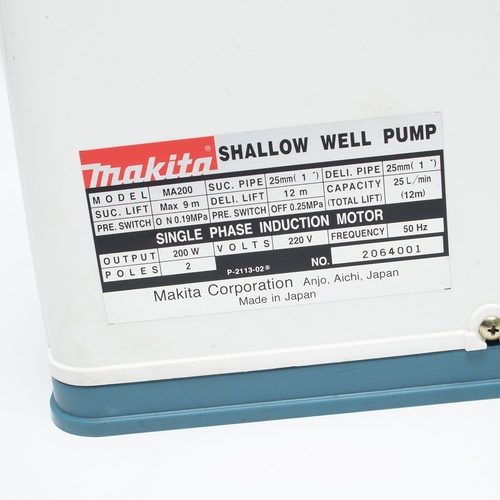 makita SHALLOW WELL PUMP
MODEL MA200 SUC. PIPE 25mm(1") DELI. PIPE 25mm(1")
SUC. LIFT Max 9 m DELI. LIFT 12 m CAPACITY (TOTAL LIFT) 25 L/min (12m)
PRE. SWITCH ON 0.19MPa PRE. SWITCH OFF 0.25MPa
SINGLE PHASE INDUCTION MOTOR
OUTPUT 200 W VOLTS 220 V FREQUENCY 50 Hz
POLES 2 NO. 2064001
P-2113-02®
Makita Corporation Anjo, Aichi, Japan
Made in Japan